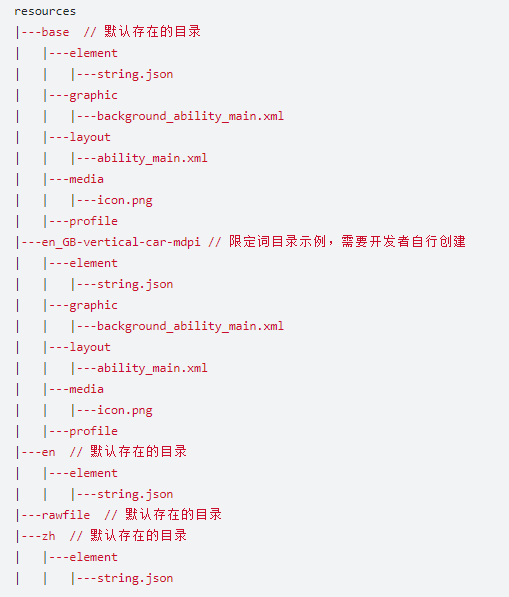 resources
|---base  // 默认存在的目录
|   |---element
|   |   |---string.json
|   |---graphic
|   |   |---background_ability_main.xml
|   |---layout
|   |   |---ability_main.xml
|   |---media
|   |   |---icon.png
|   |---profile
|---en_GB-vertical-car-mdpi // 限定词目录示例，需要开发者自行创建
|   |---element
|   |   |---string.json
|   |---graphic
|   |   |---background_ability_main.xml
|   |---layout
|   |   |---ability_main.xml
|   |---media
|   |   |---icon.png
|   |---profile
|---en  // 默认存在的目录
|   |---element
|   |   |---string.json
|---rawfile  // 默认存在的目录
|---zh  // 默认存在的目录
|   |---element
|   |   |---string.json